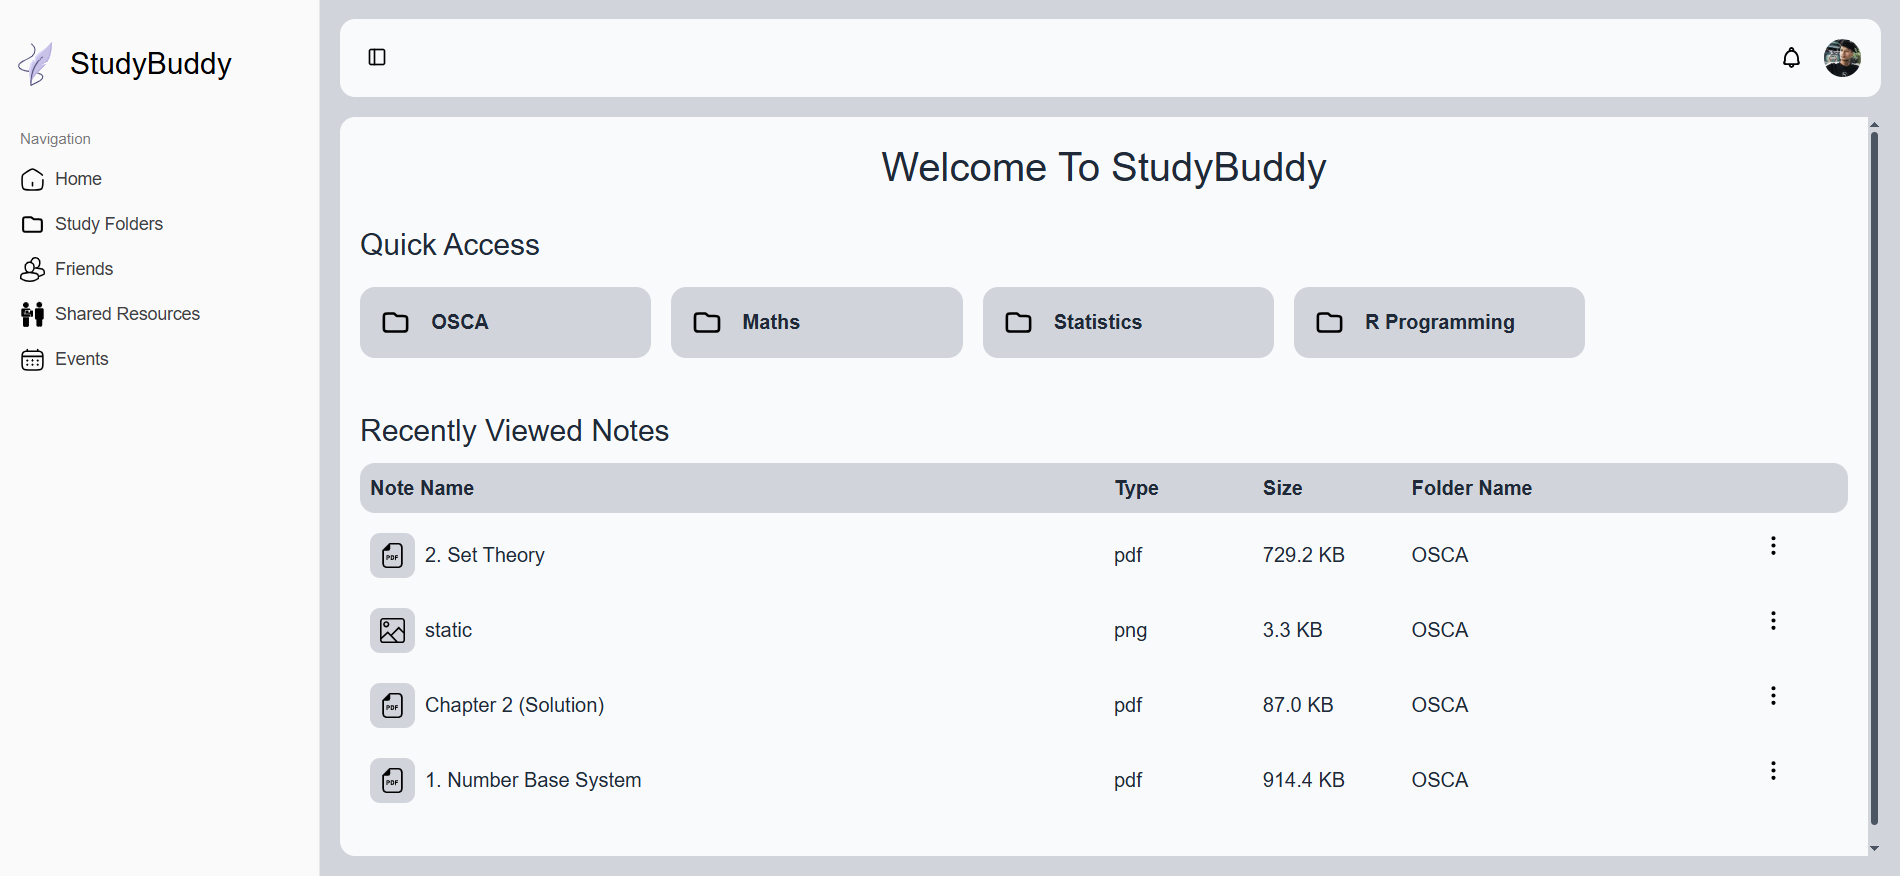 StudyBuddy
Navigation
Home
Study Folders
Friends
Shared Resources
Events
Welcome To StudyBuddy
Quick Access
OSCA Maths Statistics R Programming
Recently Viewed Notes
Note Name Type Size Folder Name
PDF 2. Set Theory pdf 729.2 KB OSCA
static png 3.3 KB OSCA
PDF Chapter 2 (Solution) pdf 87.0 KB OSCA
PDF 1. Number Base System pdf 914.4 KB OSCA